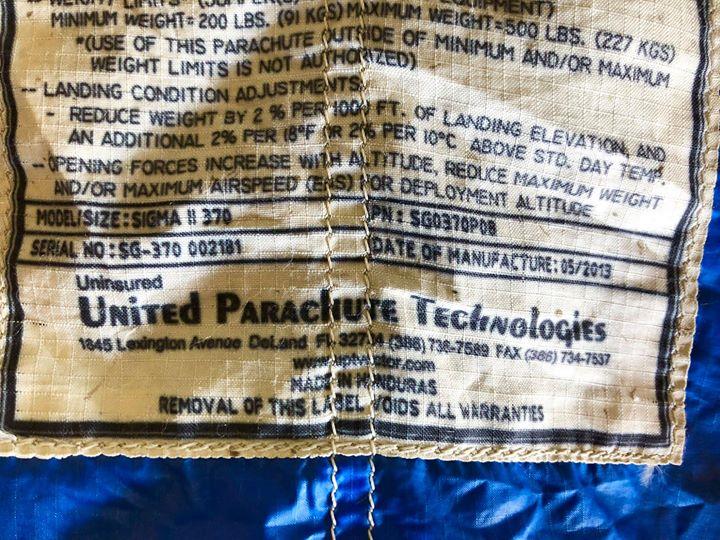 -- WEIGHT LIMITS EQUIPMENT)
MINIMUM WEIGHT= 200 LBS. (91 KGS) MAXIMUM WEIGHT=500 LBS. (227 KGS)
*(USE OF THIS PARACHUTE OUTSIDE OF MINIMUM AND/OR MAXIMUM
WEIGHT LIMITS IS NOT AUTHORIZED)
-- LANDING CONDITION ADJUSTMENTS
- REDUCE WEIGHT BY 2 % PER 1000 FT. OF LANDING ELEVATION, AND
AN ADDITIONAL 2% PER 18°F OR 2% PER 10°C ABOVE STD. DAY TEMP.
-- OPENING FORCES INCREASE WITH ALTITUDE, REDUCE MAXIMUM WEIGHT
AND/OR MAXIMUM AIRSPEED FOR DEPLOYMENT ALTITUDE
MODEL/SIZE: SIGMA II 370 PN: SG0370P08
SERIAL NO: SG-370 002181 DATE OF MANUFACTURE: 05/2013
Uninsured
UNITED PARACHUTE TECHNOLOGIES
1645 Lexington Avenue DeLand FL 32724 (386) 736-7589 FAX (386) 734-7537
www.uptvector.com
MADE IN HONDURAS
REMOVAL OF THIS LABEL VOIDS ALL WARRANTIES